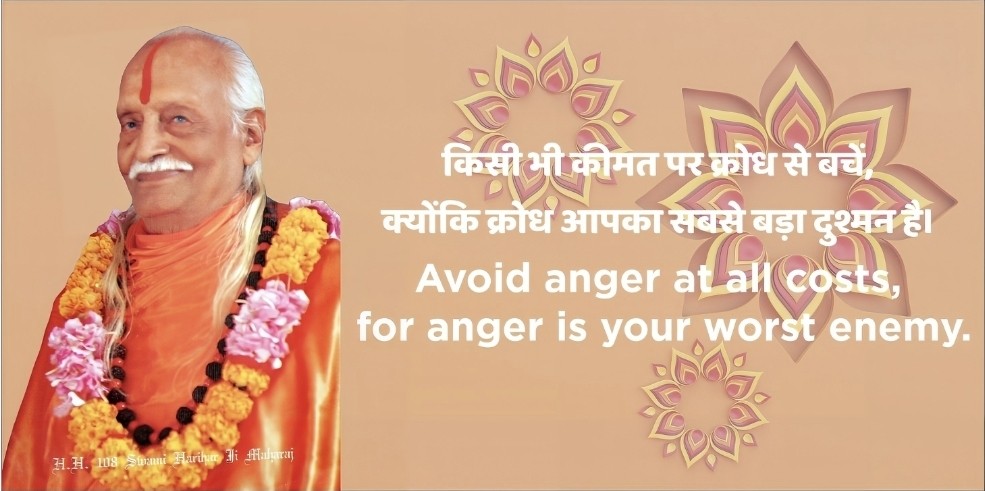 किसी भी कीमत पर क्रोध से बचें,
क्योंकि क्रोध आपका सबसे बड़ा दुश्मन है।
Avoid anger at all costs,
for anger is your worst enemy.
H.H. 108 Swami Harihar Ji Maharaj